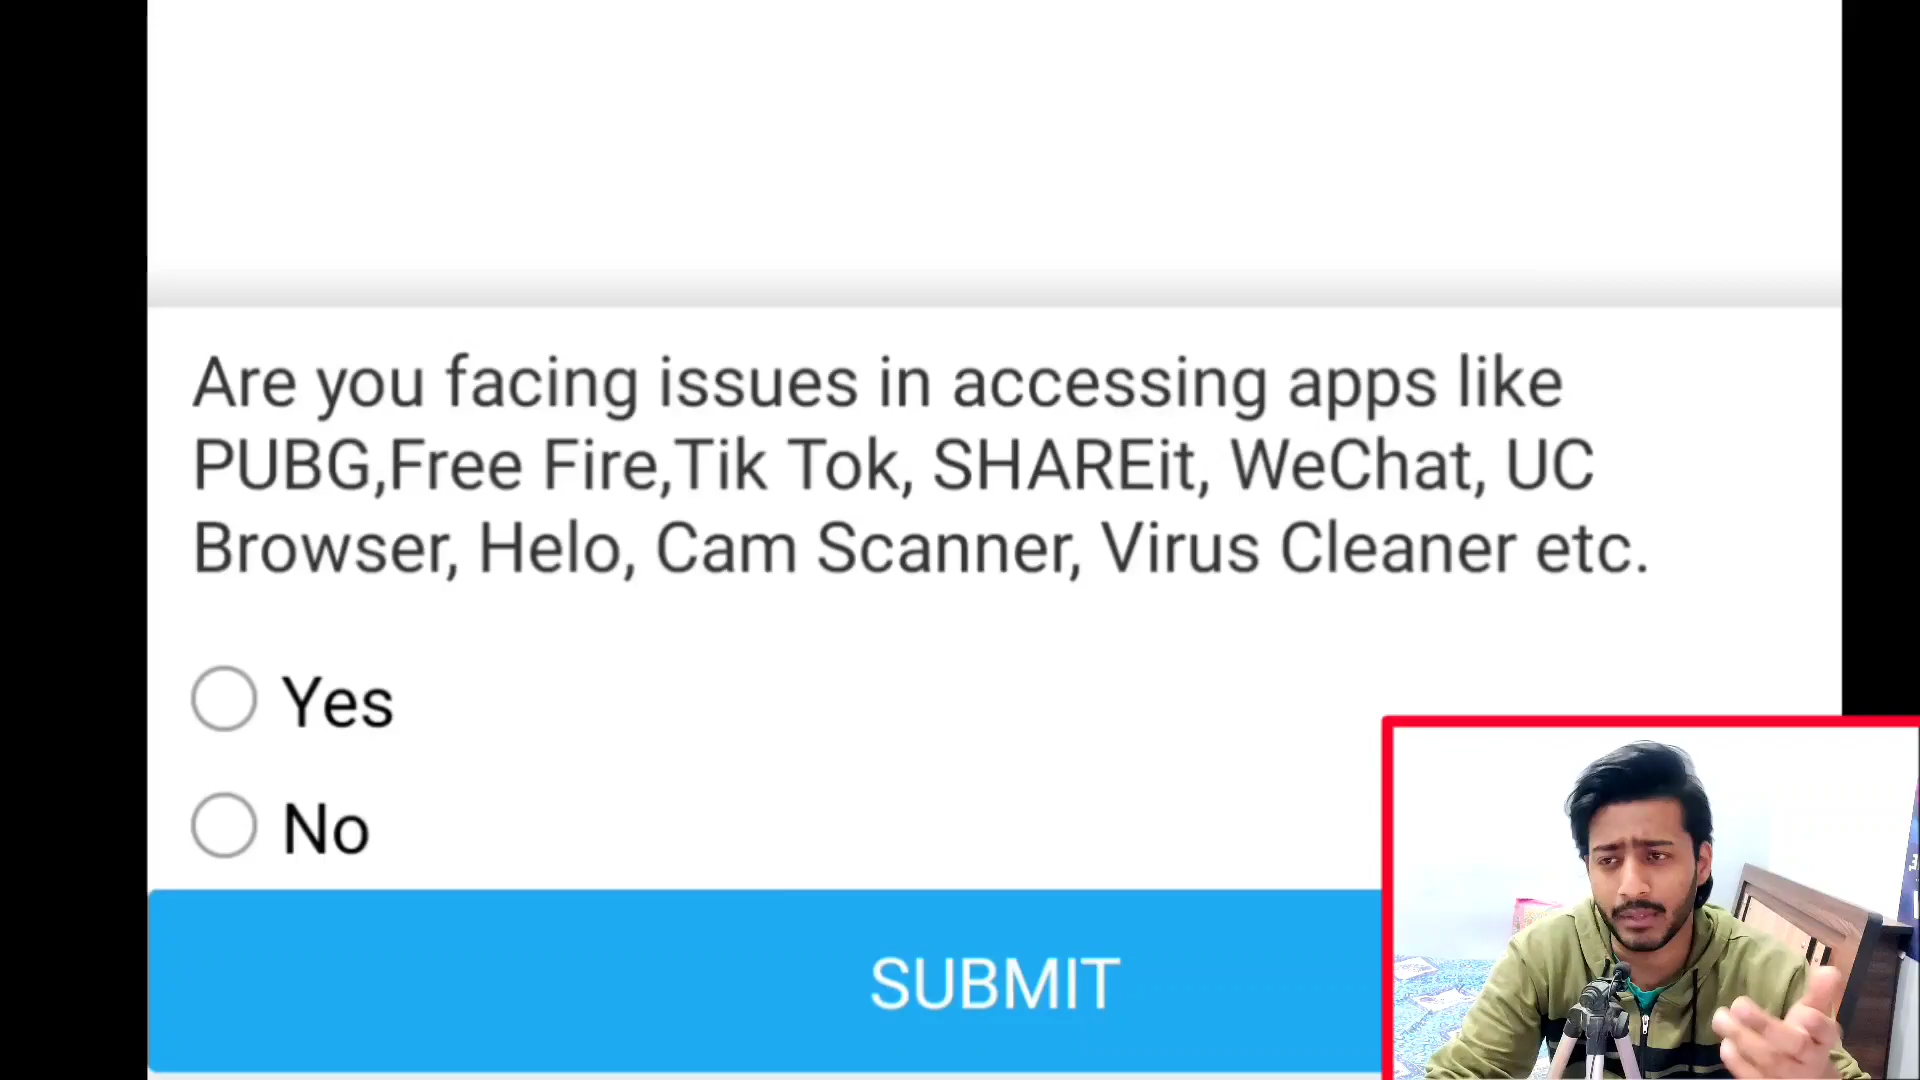 Are you facing issues in accessing apps like
PUBG,Free Fire,Tik Tok, SHAREit, WeChat, UC
Browser, Helo, Cam Scanner, Virus Cleaner etc.
Yes
No
SUBMIT